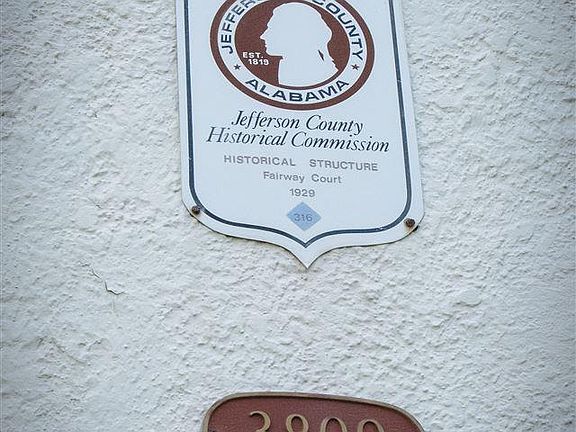 JEFFERSON COUNTY
EST.
1819
ALABAMA
Jefferson County
Historical Commission
HISTORICAL STRUCTURE
Fairway Court
1929
316